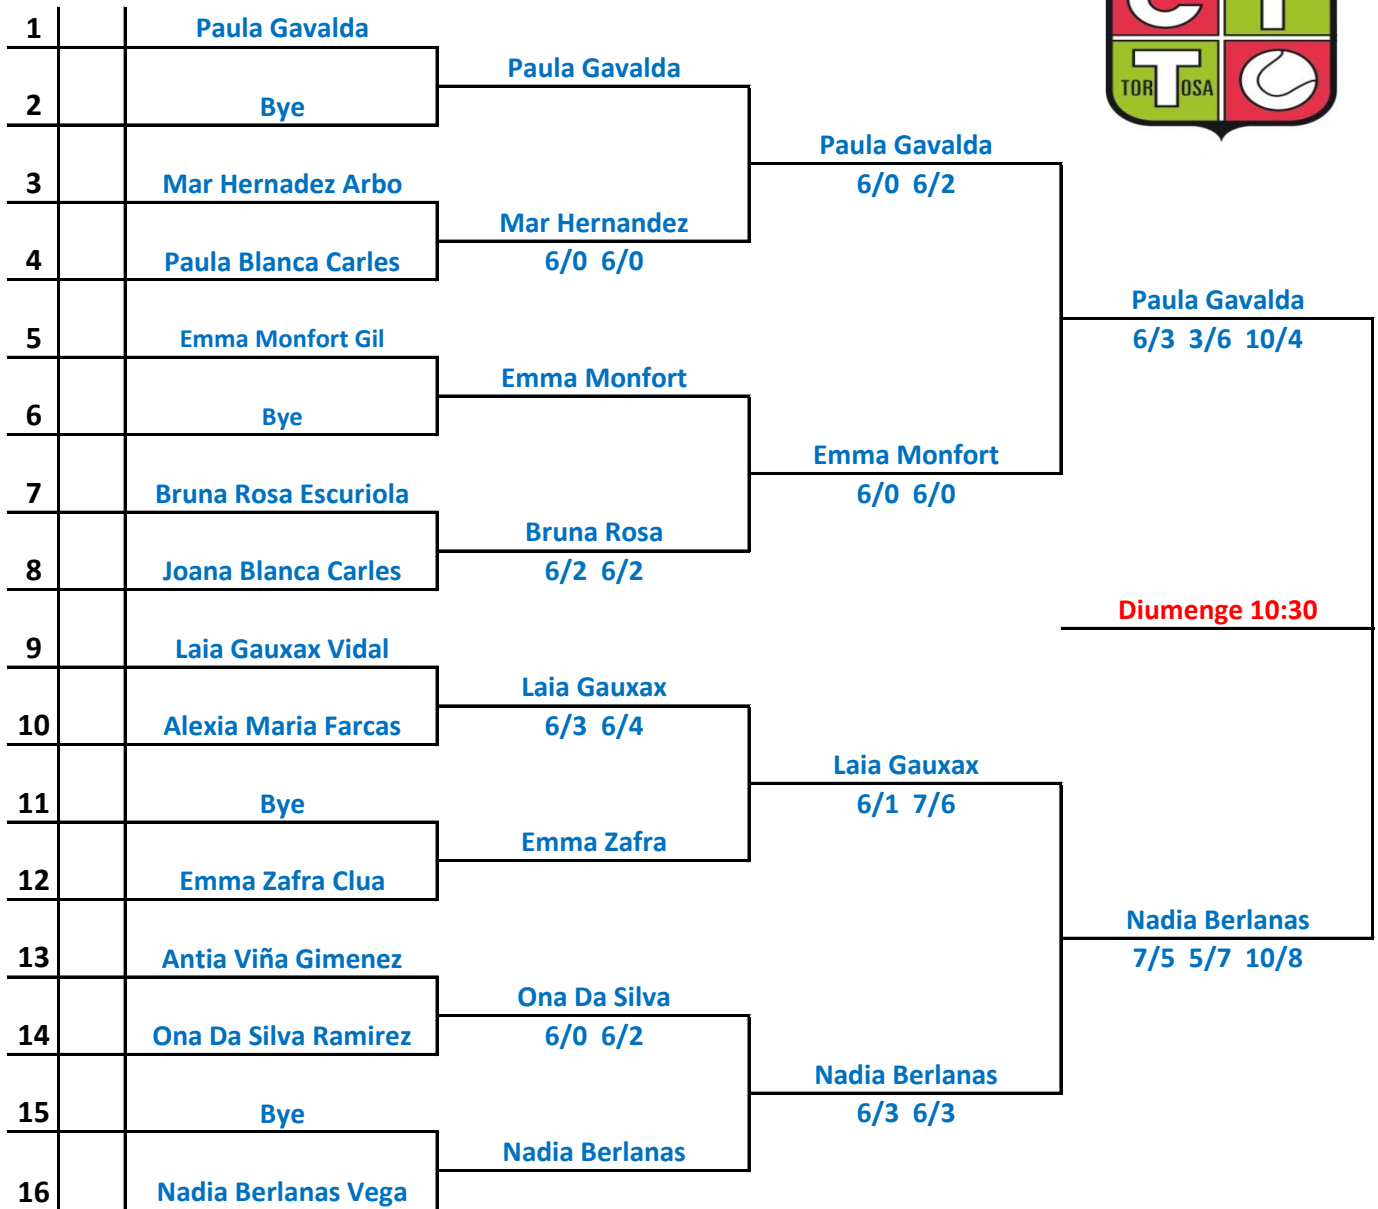 C T
TOR T OSA
1 Paula Gavalda
Paula Gavalda
2 Bye
Paula Gavalda
3 Mar Hernadez Arbo
6/0 6/2
Mar Hernandez
4 Paula Blanca Carles
6/0 6/0
Paula Gavalda
5 Emma Monfort Gil
6/3 3/6 10/4
Emma Monfort
6 Bye
Emma Monfort
7 Bruna Rosa Escuriola
6/0 6/0
Bruna Rosa
8 Joana Blanca Carles
6/2 6/2
Diumenge 10:30
9 Laia Gauxax Vidal
Laia Gauxax
10 Alexia Maria Farcas
6/3 6/4
Laia Gauxax
11 Bye
6/1 7/6
Emma Zafra
12 Emma Zafra Clua
Nadia Berlanas
13 Antia Viña Gimenez
7/5 5/7 10/8
Ona Da Silva
14 Ona Da Silva Ramirez
6/0 6/2
Nadia Berlanas
15 Bye
6/3 6/3
Nadia Berlanas
16 Nadia Berlanas Vega